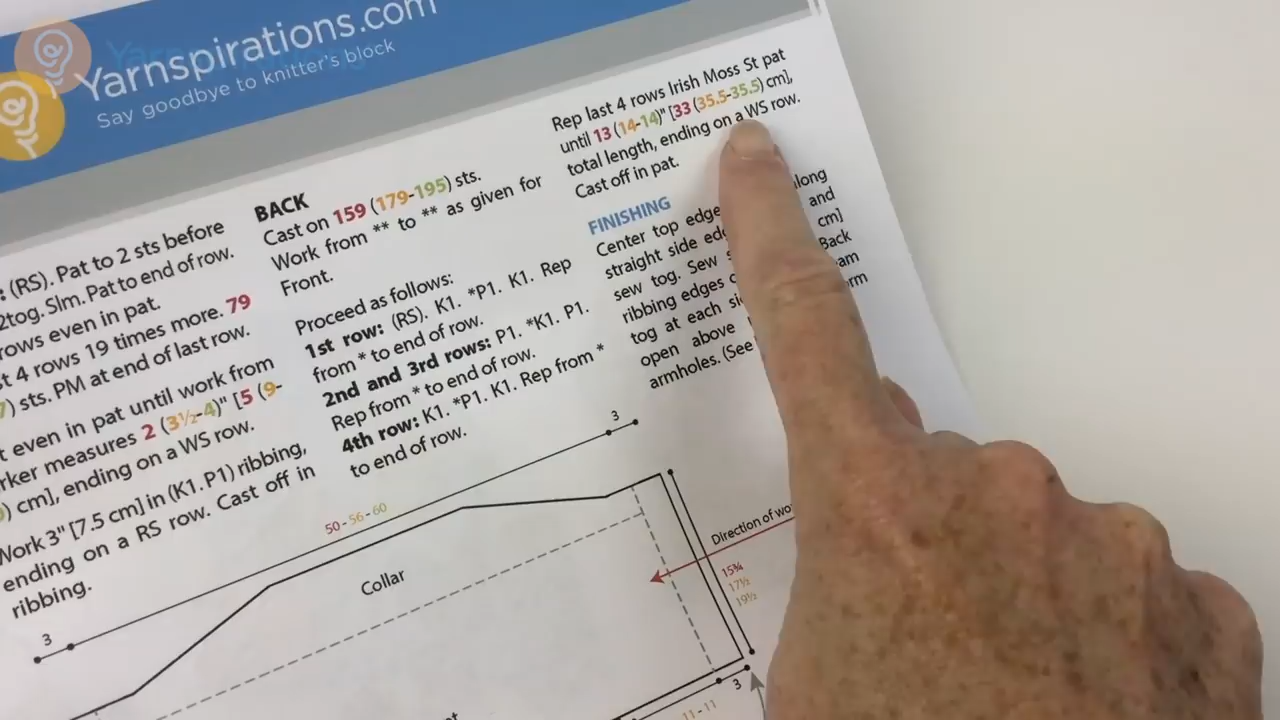 Yarnspirations.com
Say goodbye to knitter's block
: (RS). Pat to 2 sts before
2tog. Slm. Pat to end of row.
rows even in pat.
4 rows 19 times more. 79
sts. PM at end of last row.
even in pat until work from
measures 2 (3½-4)" [5 (9-
cm], ending on a WS row.
Work 3" [7.5 cm] in (K1. P1) ribbing,
ending on a RS row. Cast off in
ribbing.
BACK
Cast on 159 (179-195) sts.
Work from ** to ** as given for
Front.
Proceed as follows:
1st row: (RS). K1. *P1. K1. Rep
from * to end of row.
2nd and 3rd rows: P1. *K1. P1.
Rep from * to end of row.
4th row: K1. *P1. K1. Rep from *
to end of row.
Rep last 4 rows Irish Moss St pat
until 13 (14-14)" [33 (35.5-35.5) cm],
total length, ending on a WS row.
Cast off in pat.
FINISHING
Center top edge along
straight side and
sew tog. Sew cm]
ribbing edges Back
tog at each
open above
armholes. (See
3
50 - 56 - 60
3
Collar
Direction of
15¾
17½
19½
3
11 - 11